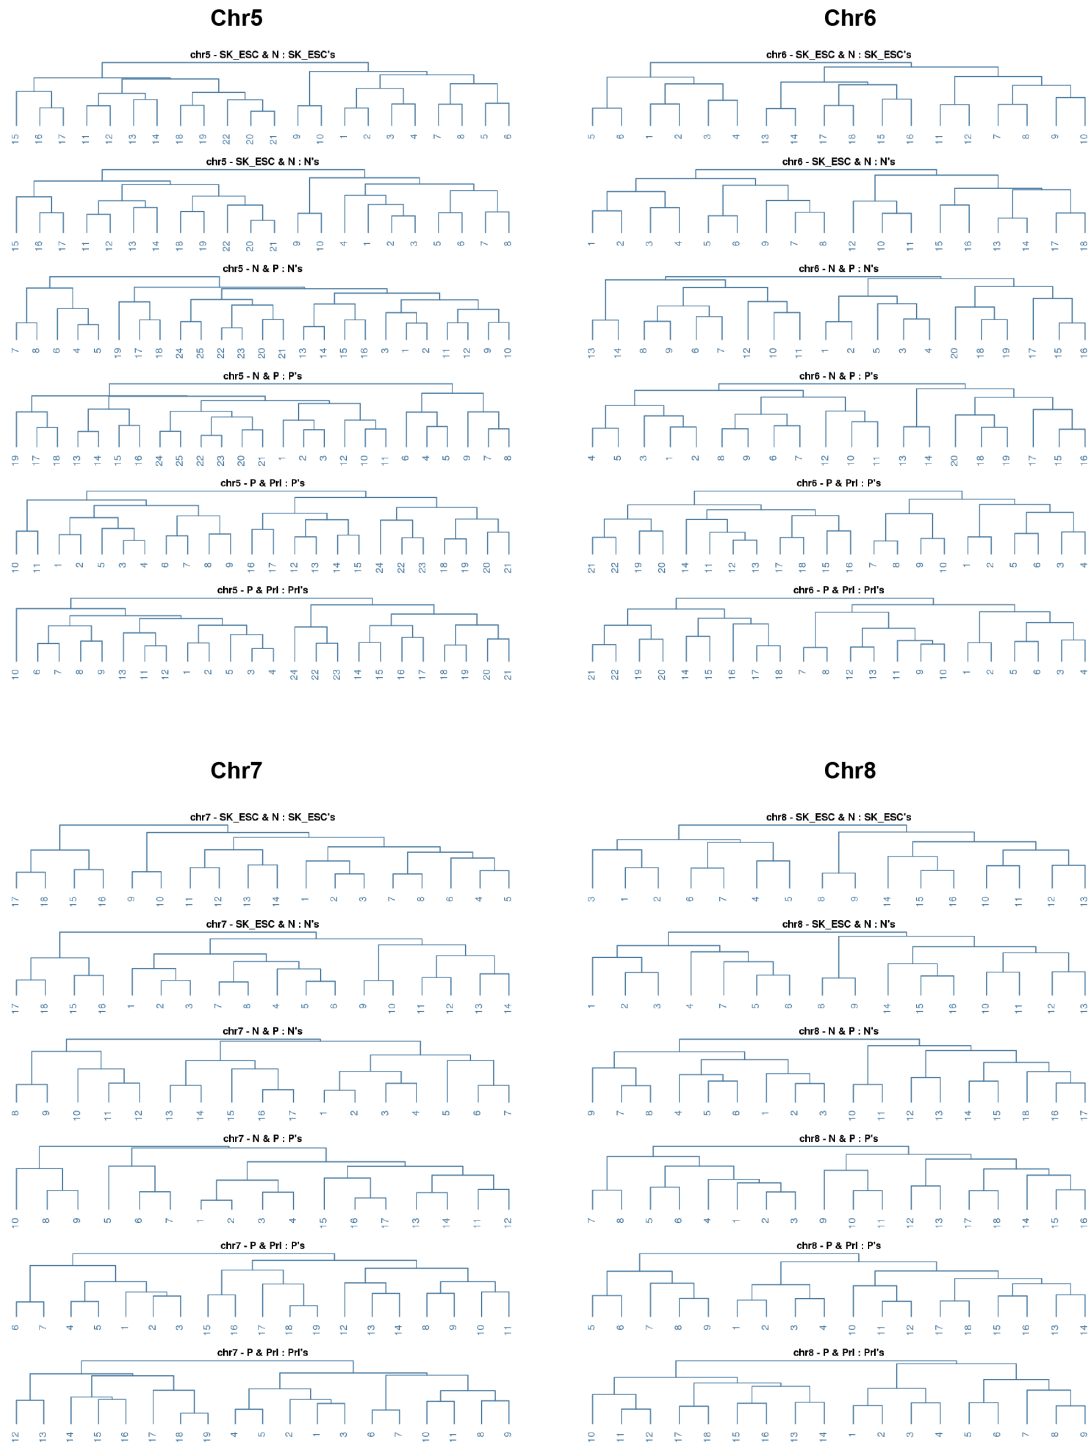 Chr5
Chr6
chr5 - SK_ESC & N : SK_ESC's
15 16 17 11 12 13 14 18 19 22 20 21 9 10 1 2 3 4 7 8 5 6
chr6 - SK_ESC & N : SK_ESC's
5 6 1 2 3 4 13 14 17 18 15 16 11 12 7 8 9 10
chr5 - SK_ESC & N : N's
15 16 17 11 12 13 14 18 19 22 20 21 9 10 4 1 2 3 5 6 7 8
chr6 - SK_ESC & N : N's
1 2 3 4 5 6 9 7 8 12 10 11 15 16 13 14 17 18
chr5 - N & P : N's
7 8 6 4 5 19 17 18 24 25 22 23 20 21 13 14 15 16 3 1 2 11 12 9 10
chr6 - N & P : N's
13 14 8 9 6 7 12 10 11 1 2 5 3 4 20 18 19 17 15 16
chr5 - N & P : P's
19 17 18 13 14 15 16 24 25 22 23 20 21 1 2 3 12 10 11 6 4 5 9 7 8
chr6 - N & P : P's
4 5 3 1 2 8 9 6 7 12 10 11 13 14 20 18 19 17 15 16
chr5 - P & PrI : P's
10 11 1 2 5 3 4 6 7 8 9 16 17 12 13 14 15 24 22 23 18 19 20 21
chr6 - P & PrI : P's
21 22 19 20 14 11 12 13 17 18 15 16 7 8 9 10 1 2 5 6 3 4
chr5 - P & PrI : PrI's
10 6 7 8 9 13 11 12 1 2 5 3 4 24 22 23 14 15 16 17 18 19 20 21
chr6 - P & PrI : PrI's
21 22 19 20 14 15 16 17 18 7 8 12 13 11 9 10 1 2 5 6 3 4
Chr7
Chr8
chr7 - SK_ESC & N : SK_ESC's
17 18 15 16 9 10 11 12 13 14 1 2 3 7 8 6 4 5
chr8 - SK_ESC & N : SK_ESC's
3 1 2 6 7 4 5 8 9 14 15 16 10 11 12 13
chr7 - SK_ESC & N : N's
17 18 15 16 1 2 3 7 8 4 5 6 9 10 11 12 13 14
chr8 - SK_ESC & N : N's
1 2 3 4 7 5 6 8 9 14 15 16 10 11 12 13
chr7 - N & P : N's
8 9 10 11 12 13 14 15 16 17 1 2 3 4 5 6 7
chr8 - N & P : N's
9 7 8 4 5 6 1 2 3 10 11 12 13 14 15 18 16 17
chr7 - N & P : P's
10 8 9 5 6 7 1 2 3 4 15 16 17 13 14 11 12
chr8 - N & P : P's
7 8 5 6 4 1 2 3 9 10 11 12 13 17 18 14 15 16
chr7 - P & PrI : P's
6 7 4 5 1 2 3 15 16 17 18 19 12 13 14 8 9 10 11
chr8 - P & PrI : P's
5 6 7 8 9 1 2 3 4 10 11 12 17 18 15 16 13 14
chr7 - P & PrI : PrI's
12 13 14 15 16 17 18 19 4 5 2 1 3 6 7 10 11 8 9
chr8 - P & PrI : PrI's
10 11 12 17 18 15 16 13 14 1 2 3 4 5 6 7 8 9